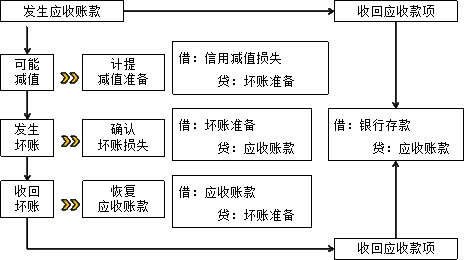 发生应收账款
收回应收款项
可能
减值
计提
减值准备
借：信用减值损失
贷：坏账准备
发生
坏账
确认
坏账损失
借：坏账准备
贷：应收账款
借：银行存款
贷：应收账款
收回
坏账
恢复
应收账款
借：应收账款
贷：坏账准备
收回应收款项